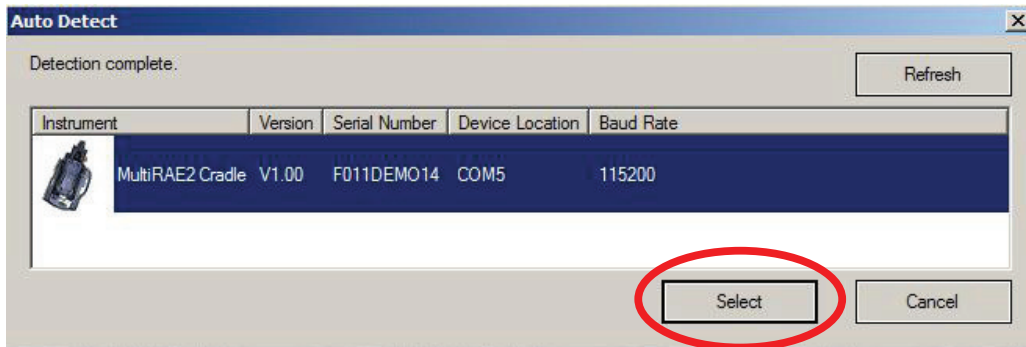 Auto Detect
Detection complete.
Refresh
Instrument Version Serial Number Device Location Baud Rate
MultiRAE2 Cradle V1.00 F011DEMO14 COM5 115200
Select Cancel